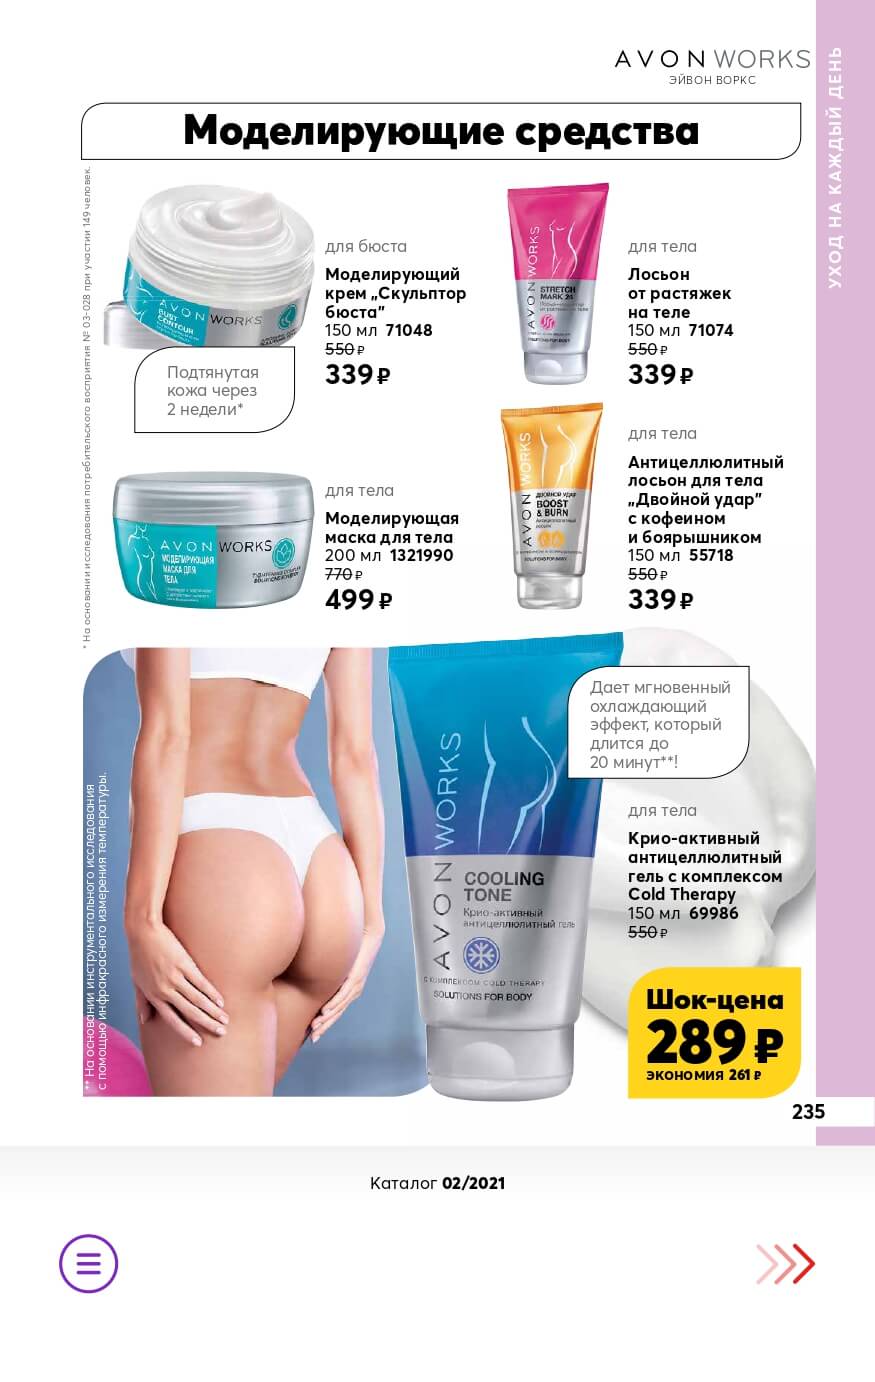 AVON WORKS
ЭЙВОН ВОРКС
УХОД НА КАЖДЫЙ ДЕНЬ
Моделирующие средства
* На основании исследования потребительского восприятия № 03-028 при участии 149 человек.
AVON WORKS
BUST
CONTOUR
Подтянутая
кожа через
2 недели*
для бюста
Моделирующий
крем „Скульптор
бюста"
150 мл 71048
550 ₽
339 ₽
AVON WORKS
STRETCH
MARK 24
SOLUTIONS FOR BODY
для тела
Лосьон
от растяжек
на теле
150 мл 71074
550 ₽
339 ₽
AVON WORKS
МОДЕЛИРУЮЩАЯ
МАСКА ДЛЯ
ТЕЛА
для тела
Моделирующая
маска для тела
200 мл 1321990
770 ₽
499 ₽
AVON WORKS
ДВОЙНОЙ УДАР
BOOST
& BURN
Антицеллюлитный
лосьон
SOLUTIONS FOR BODY
для тела
Антицеллюлитный
лосьон для тела
„Двойной удар"
с кофеином
и боярышником
150 мл 55718
550 ₽
339 ₽
** На основании инструментального исследования
с помощью инфракрасного измерения температуры.
AVON WORKS
COOLING
TONE
Крио-активный
антицеллюлитный гель
С КОМПЛЕКСОМ COLD THERAPY
SOLUTIONS FOR BODY
Дает мгновенный
охлаждающий
эффект, который
длится до
20 минут**!
для тела
Крио-активный
антицеллюлитный
гель с комплексом
Cold Therapy
150 мл 69986
550 ₽
Шок-цена
289 ₽
ЭКОНОМИЯ 261 ₽
235
Каталог 02/2021